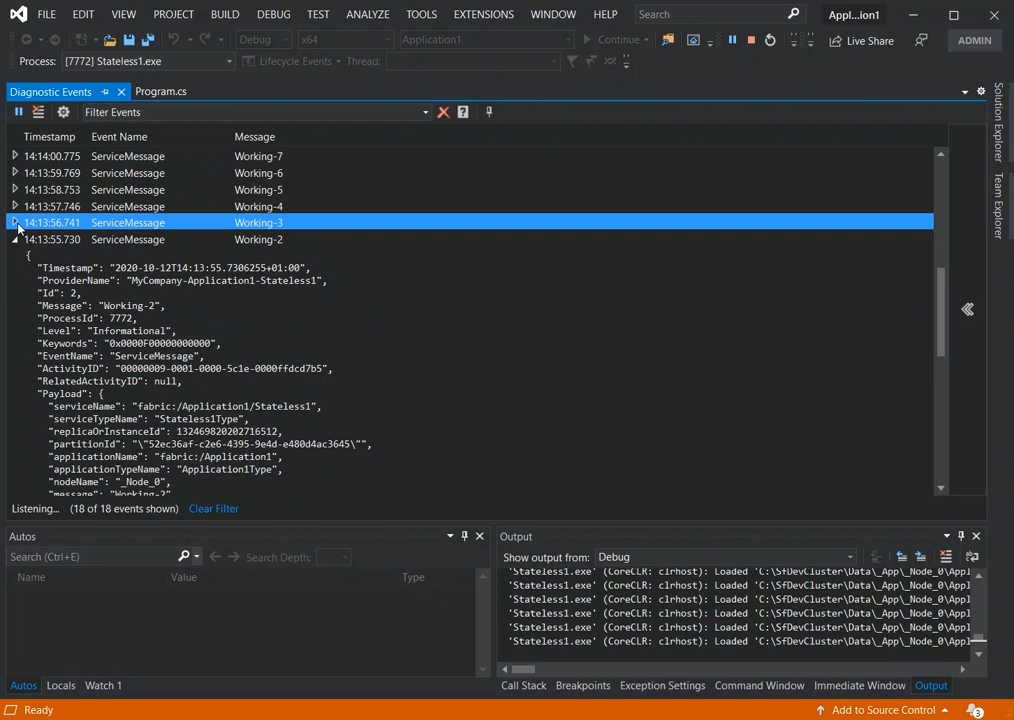 FILE EDIT VIEW PROJECT BUILD DEBUG TEST ANALYZE TOOLS EXTENSIONS WINDOW HELP Search Appl...ion1
Debug x64 Application1 Continue Live Share ADMIN
Process: [7772] Stateless1.exe Lifecycle Events Thread:
Diagnostic Events Program.cs
Filter Events
Timestamp Event Name Message
14:14:00.775 ServiceMessage Working-7
14:13:59.769 ServiceMessage Working-6
14:13:58.753 ServiceMessage Working-5
14:13:57.746 ServiceMessage Working-4
14:13:56.741 ServiceMessage Working-3
14:13:55.730 ServiceMessage Working-2
{
"Timestamp": "2020-10-12T14:13:55.7306255+01:00",
"ProviderName": "MyCompany-Application1-Stateless1",
"Id": 2,
"Message": "Working-2",
"ProcessId": 7772,
"Level": "Informational",
"Keywords": "0x0000F00000000000",
"EventName": "ServiceMessage",
"ActivityID": "00000009-0001-0000-5c1e-0000ffdcd7b5",
"RelatedActivityID": null,
"Payload": {
"serviceName": "fabric:/Application1/Stateless1",
"serviceTypeName": "Stateless1Type",
"replicaOrInstanceId": 132469820202716512,
"partitionId": "\"52ec36af-c2e6-4395-9e4d-e480d4ac3645\"",
"applicationName": "fabric:/Application1",
"applicationTypeName": "Application1Type",
"nodeName": "_Node_0",
"message": "Working-2"
Listening... (18 of 18 events shown) Clear Filter
Solution Explorer
Team Explorer
Autos
Search (Ctrl+E) Search Depth:
Name Value Type
Autos Locals Watch 1
Output
Show output from: Debug
'Stateless1.exe' (CoreCLR: clrhost): Loaded 'C:\SfDevCluster\Data\_App\_Node_0\Appl
'Stateless1.exe' (CoreCLR: clrhost): Loaded 'C:\SfDevCluster\Data\_App\_Node_0\Appl
'Stateless1.exe' (CoreCLR: clrhost): Loaded 'C:\SfDevCluster\Data\_App\_Node_0\Appl
'Stateless1.exe' (CoreCLR: clrhost): Loaded 'C:\SfDevCluster\Data\_App\_Node_0\Appl
'Stateless1.exe' (CoreCLR: clrhost): Loaded 'C:\SfDevCluster\Data\_App\_Node_0\Appl
'Stateless1.exe' (CoreCLR: clrhost): Loaded 'C:\SfDevCluster\Data\_App\_Node_0\Appl
Call Stack Breakpoints Exception Settings Command Window Immediate Window Output
Ready Add to Source Control 3